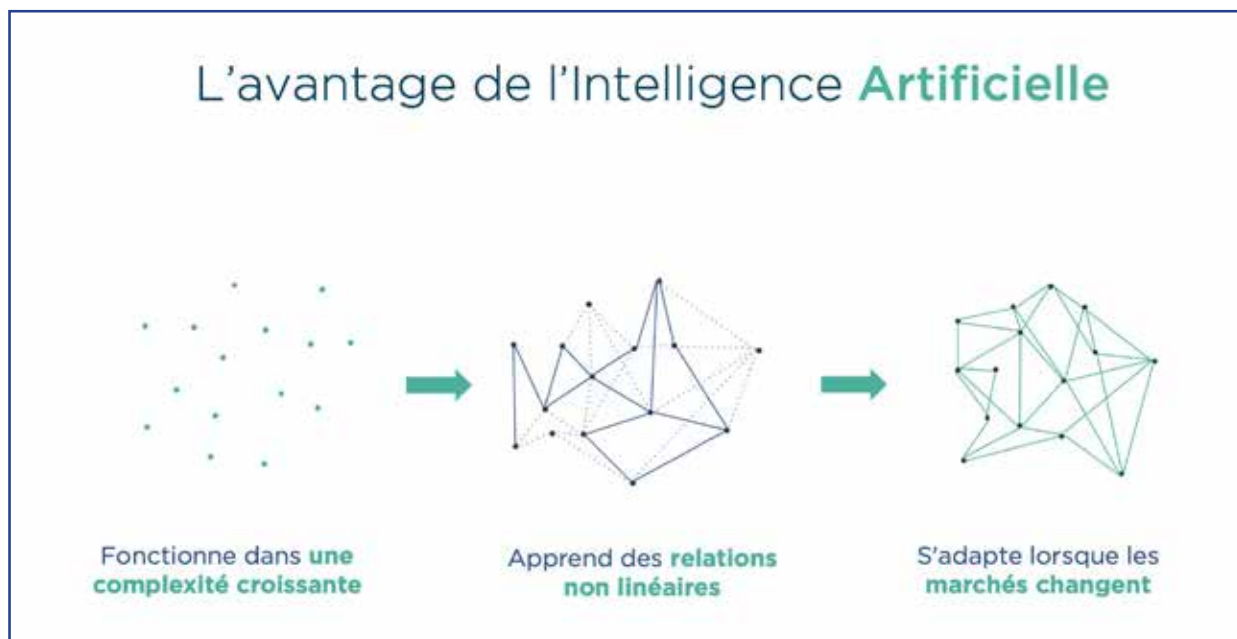 L'avantage de l'Intelligence Artificielle
Fonctionne dans une
complexité croissante
Apprend des relations
non linéaires
S'adapte lorsque les
marchés changent